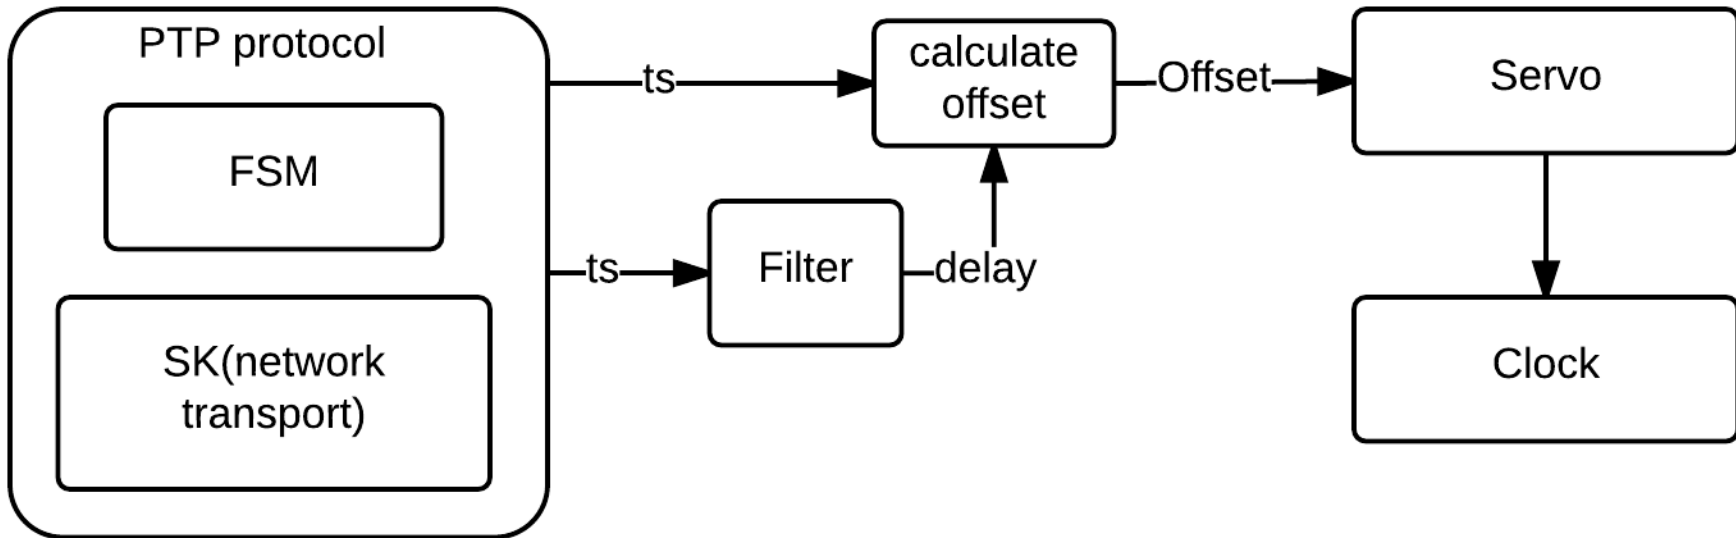 PTP protocol
FSM
SK(network
transport)
ts
ts
Filter
delay
calculate
offset
Offset
Servo
Clock